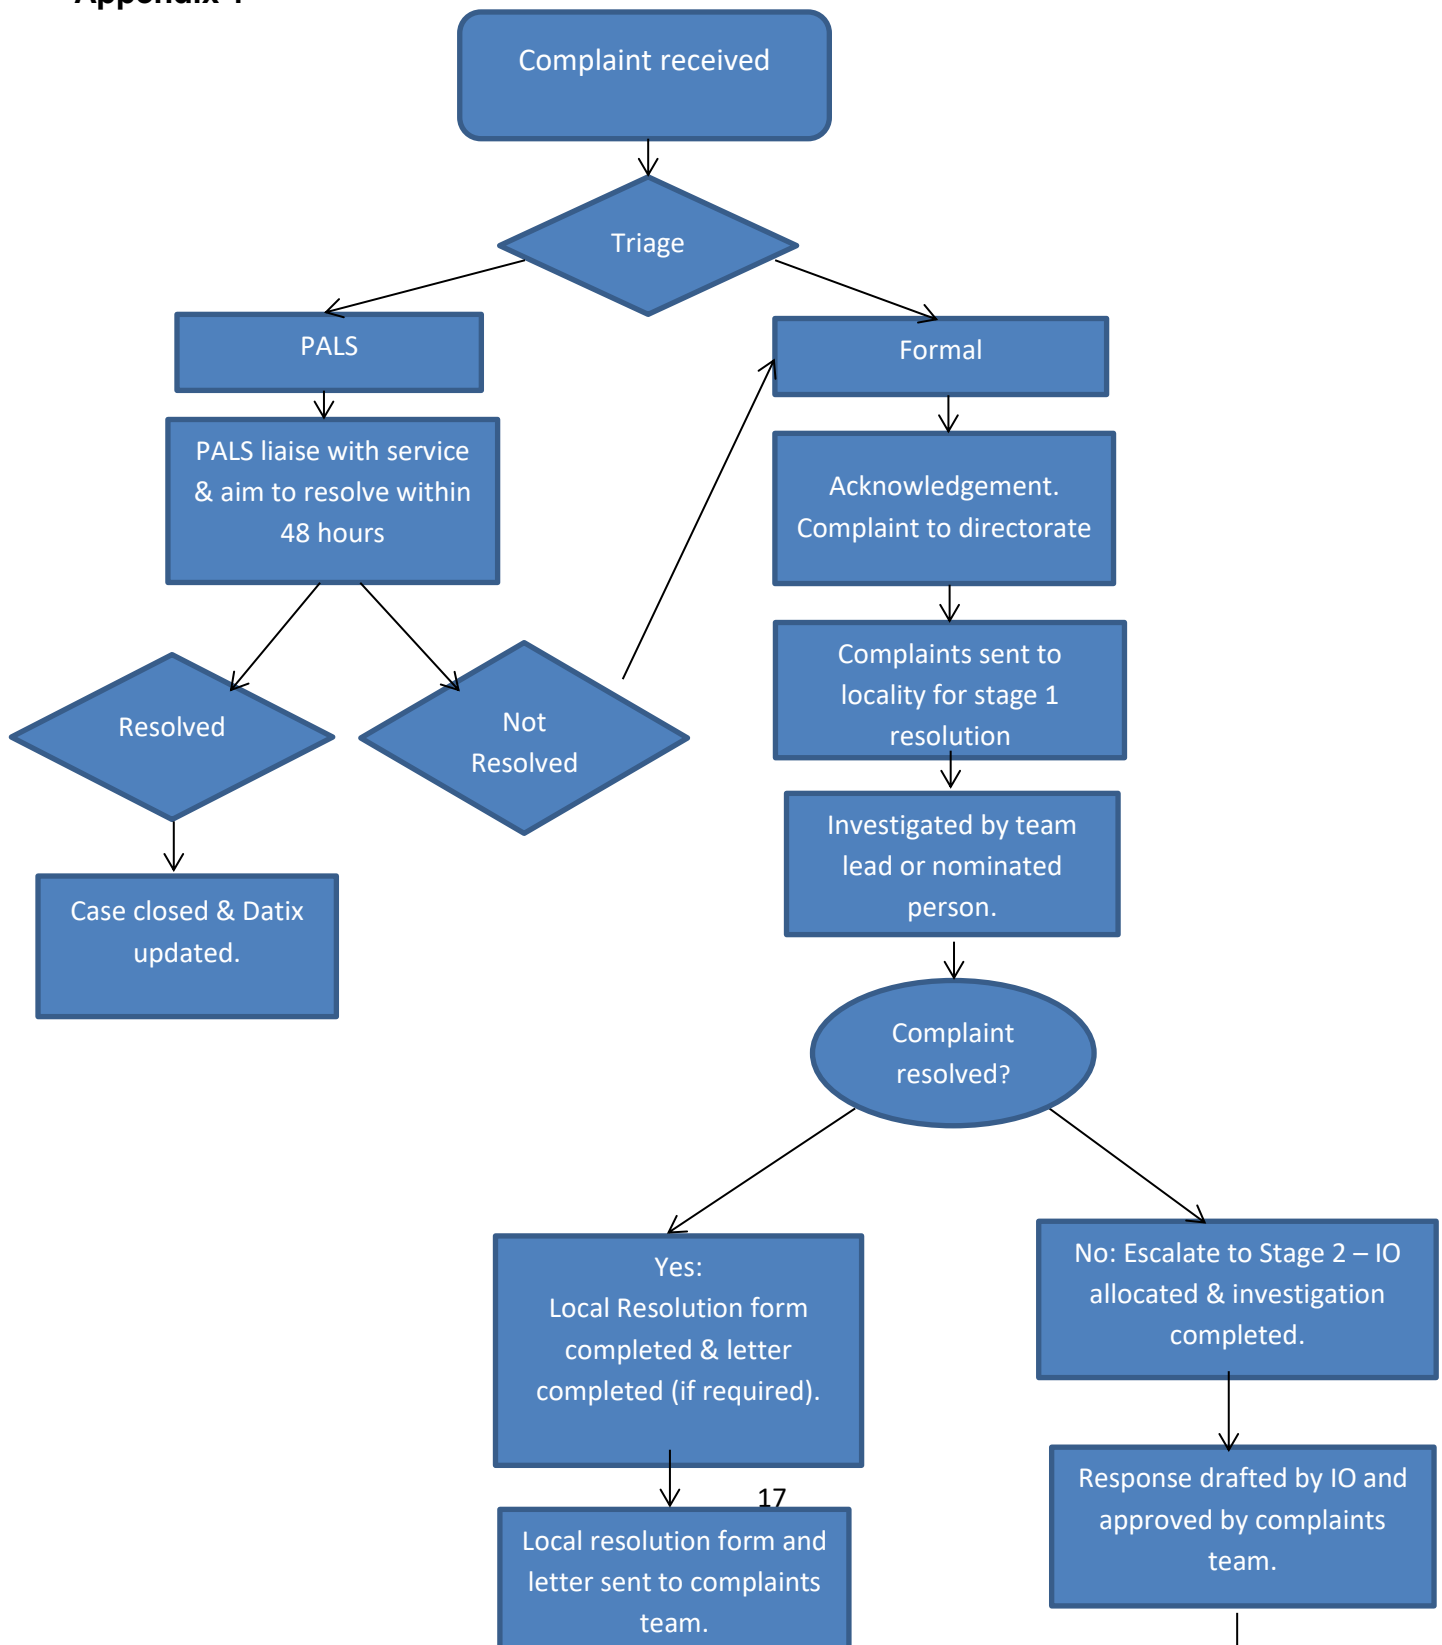 Complaint received
Triage
PALS
Formal
PALS liaise with service
& aim to resolve within
48 hours
Acknowledgement.
Complaint to directorate
Complaints sent to
locality for stage 1
resolution
Resolved
Not
Resolved
Investigated by team
lead or nominated
person.
Case closed & Datix
updated.
Complaint
resolved?
Yes:
Local Resolution form
completed & letter
completed (if required).
No: Escalate to Stage 2 – IO
allocated & investigation
completed.
Response drafted by IO and
approved by complaints
team.
17
Local resolution form and
letter sent to complaints
team.